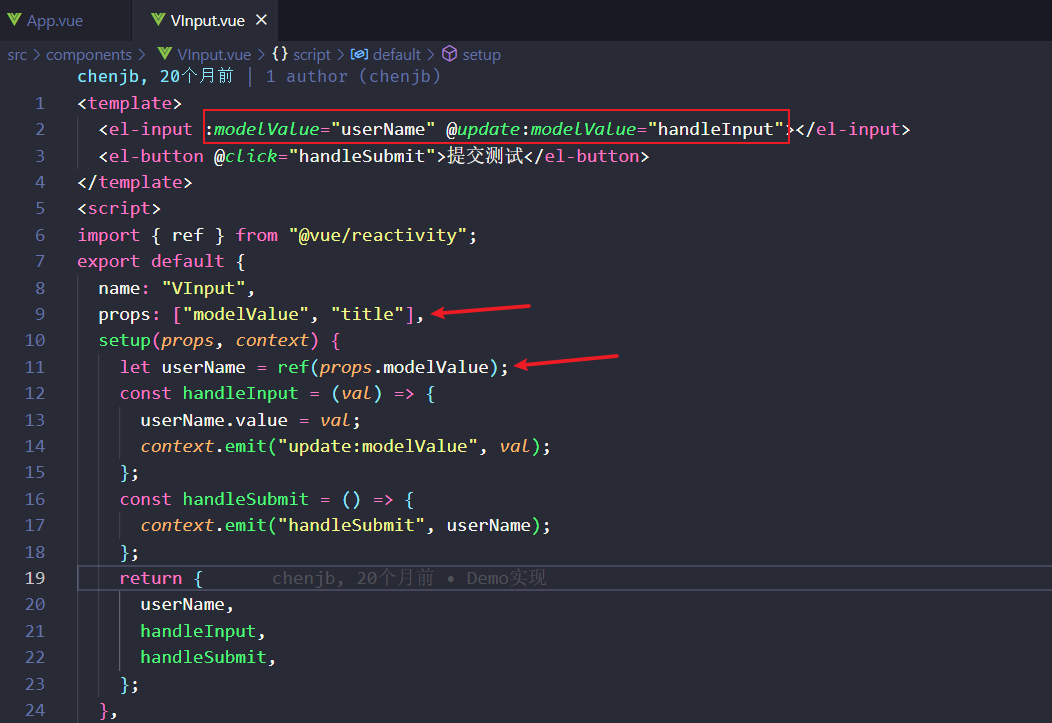 App.vue VInput.vue ×
src > components > VInput.vue > {} script > default > setup
chenjb, 20个月前 | 1 author (chenjb)
1 <template>
2 <el-input :modelValue="userName" @update:modelValue="handleInput"></el-input>
3 <el-button @click="handleSubmit">提交测试</el-button>
4 </template>
5 <script>
6 import { ref } from "@vue/reactivity";
7 export default {
8 name: "VInput",
9 props: ["modelValue", "title"],
10 setup(props, context) {
11 let userName = ref(props.modelValue);
12 const handleInput = (val) => {
13 userName.value = val;
14 context.emit("update:modelValue", val);
15 };
16 const handleSubmit = () => {
17 context.emit("handleSubmit", userName);
18 };
19 return { chenjb, 20个月前 • Demo实现
20 userName,
21 handleInput,
22 handleSubmit,
23 };
24 },